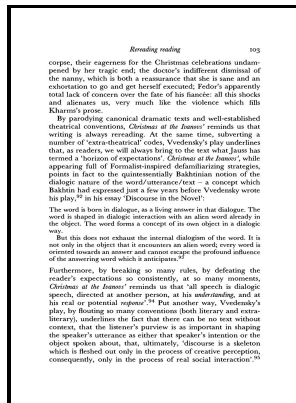 Rereading reading 103
corpse, their eagerness for the Christmas celebrations undam-
pened by her tragic end; the doctor's indifferent dismissal of
the nanny, which is both a reassurance that she is sane and an
exhortation to go and get herself executed; Fedor's apparently
total lack of concern over the fate of his fiancée: all this shocks
and alienates us, very much like the violence which fills
Kharms's prose.
By parodying canonical dramatic texts and well-established
theatrical conventions, Christmas at the Ivanovs' reminds us that
writing is always rereading. At the same time, subverting a
number of 'extra-theatrical' codes, Vvedensky's play underlines
that, as readers, we will always bring to the text what Jauss has
termed a 'horizon of expectations'. Christmas at the Ivanovs', while
appearing full of Formalist-inspired defamiliarizing strategies,
points in fact to the quintessentially Bakhtinian notion of the
dialogic nature of the word/utterance/text – a concept which
Bakhtin had expressed just a few years before Vvedensky wrote
his play,92 in his essay 'Discourse in the Novel':
The word is born in dialogue, as a living answer in that dialogue. The
word is shaped in dialogic interaction with an alien word already in
the object. The word forms a concept of its own object in a dialogic
way.
But this does not exhaust the internal dialogism of the word. It is
not only in the object that it encounters an alien word; every word is
oriented towards an answer and cannot escape the profound influence
of the answering word which it anticipates.93
Furthermore, by breaking so many rules, by defeating the
reader's expectations so consistently, at so many moments,
Christmas at the Ivanovs' reminds us that 'all speech is dialogic
speech, directed at another person, at his understanding, and at
his real or potential response'.94 Put another way, Vvedensky's
play, by flouting so many conventions (both literary and extra-
literary), underlines the fact that there can be no text without
context, that the listener's purview is as important in shaping
the speaker's utterance as either that speaker's intention or the
object spoken about, that, ultimately, 'discourse is a skeleton
which is fleshed out only in the process of creative perception,
consequently, only in the process of real social interaction'.95